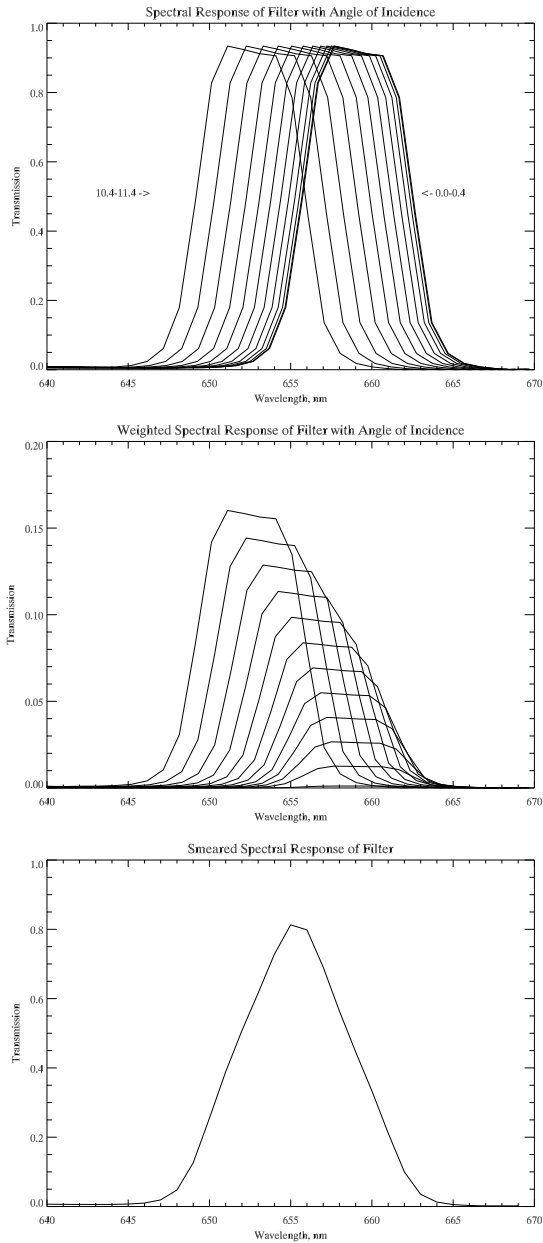 Spectral Response of Filter with Angle of Incidence
1.0
0.8
0.6
10.4-11.4 ->
<- 0.0-0.4
Transmission
0.4
0.2
0.0
640 645 650 655 660 665 670
Wavelength, nm
Weighted Spectral Response of Filter with Angle of Incidence
0.20
0.15
Transmission
0.10
0.05
0.00
640 645 650 655 660 665 670
Wavelength, nm
Smeared Spectral Response of Filter
1.0
0.8
0.6
Transmission
0.4
0.2
0.0
640 645 650 655 660 665 670
Wavelength, nm